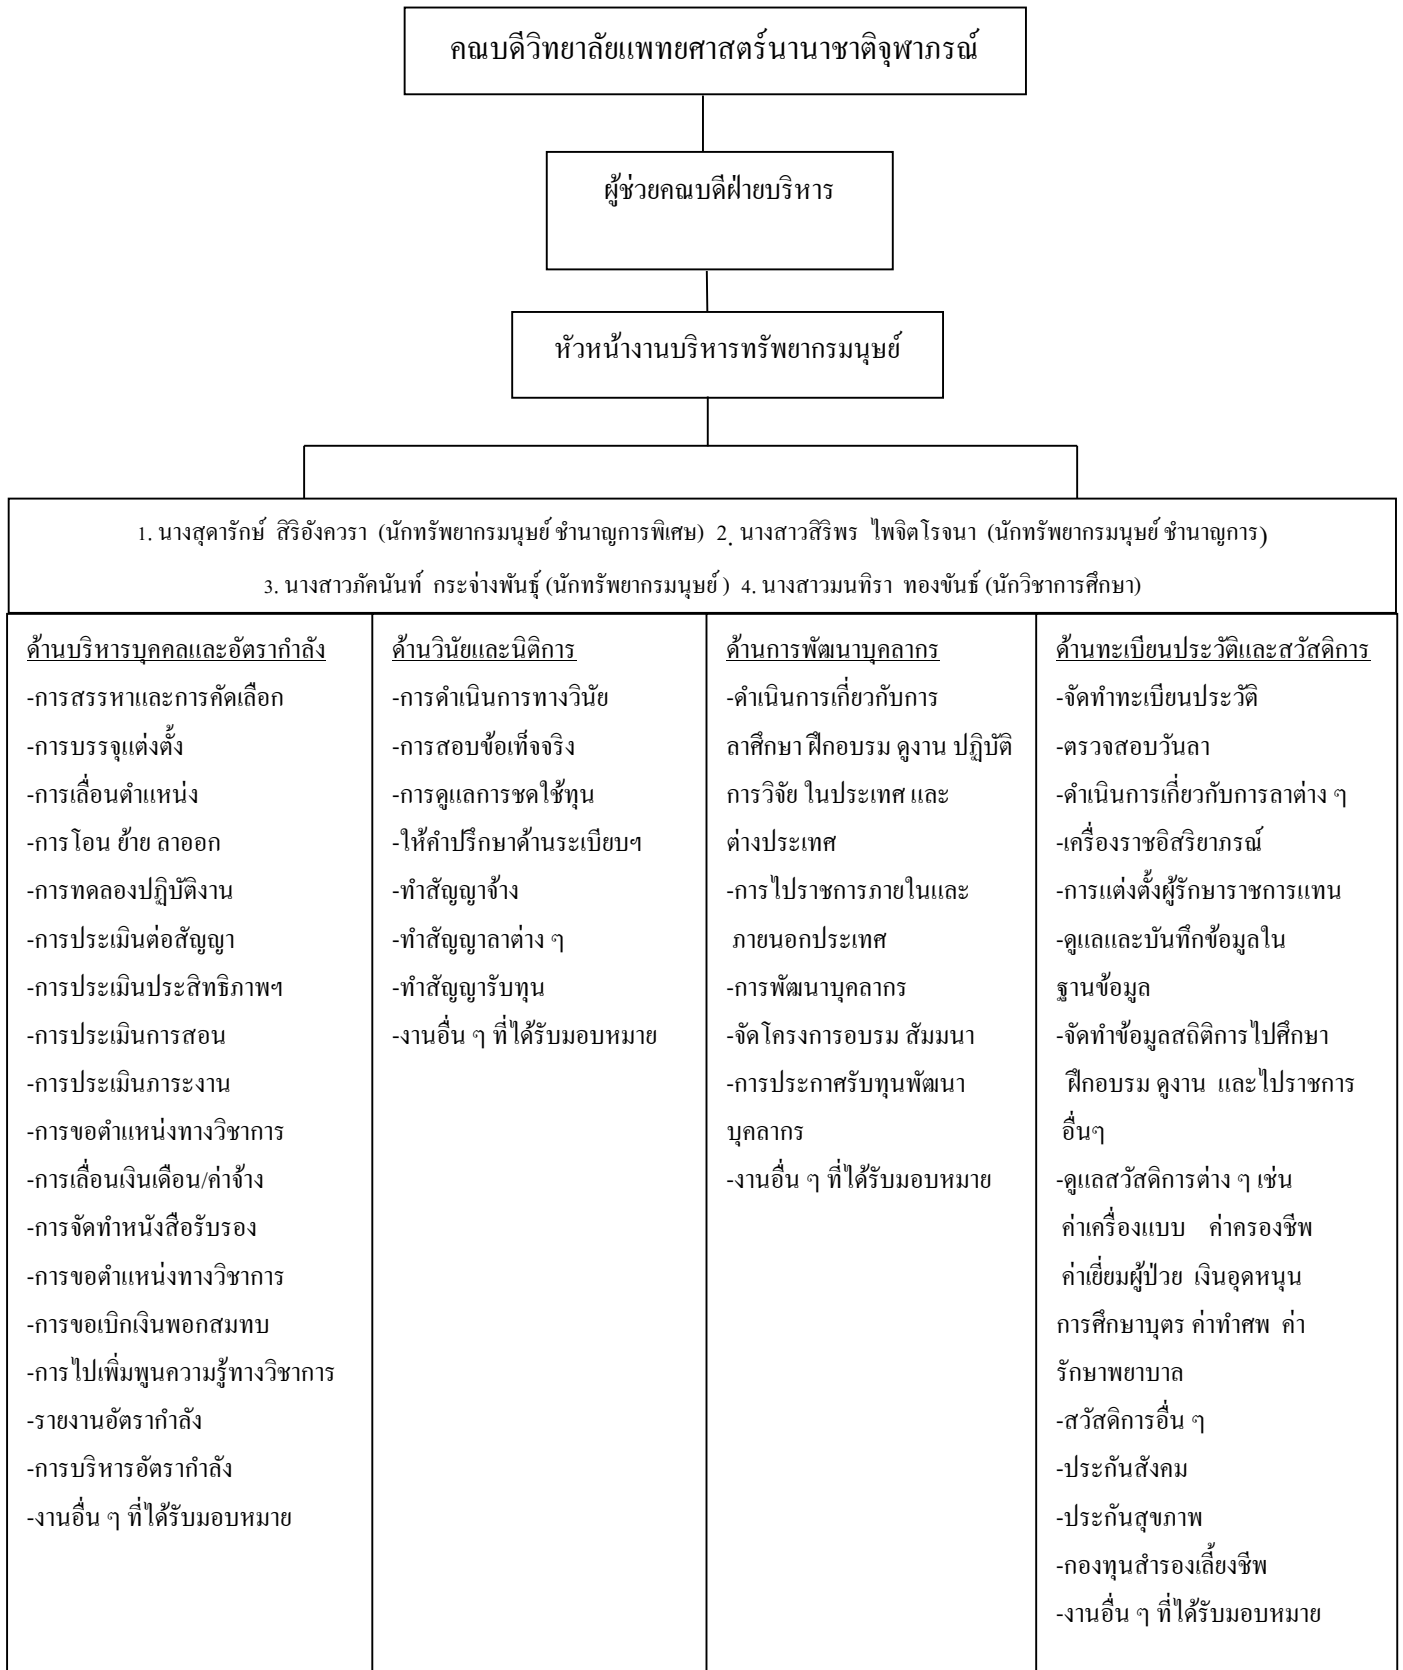 คณบดีวิทยาลัยแพทยศาสตร์นานาชาติจุฬาภรณ์
ผู้ช่วยคณบดีฝ่ายบริหาร
หัวหน้างานบริหารทรัพยากรมนุษย์
1. นางสุดารักษ์ สิริอังควรา (นักทรัพยากรมนุษย์ ชำนาญการพิเศษ) 2. นางสาวสิริพร ไพจิตโรจนา (นักทรัพยากรมนุษย์ ชำนาญการ)
3. นางสาวภัคนันท์ กระจ่างพันธุ์ (นักทรัพยากรมนุษย์ ) 4. นางสาวมนทิรา ทองขันธ์ (นักวิชาการศึกษา)
ด้านบริหารบุคคลและอัตรากำลัง
-การสรรหาและการคัดเลือก
-การบรรจุแต่งตั้ง
-การเลื่อนตำแหน่ง
-การโอน ย้าย ลาออก
-การทดลองปฏิบัติงาน
-การประเมินต่อสัญญา
-การประเมินประสิทธิภาพฯ
-การประเมินการสอน
-การประเมินภาระงาน
-การขอตำแหน่งทางวิชาการ
-การเลื่อนเงินเดือน/ค่าจ้าง
-การจัดทำหนังสือรับรอง
-การขอตำแหน่งทางวิชาการ
-การขอเบิกเงินพอกสมทบ
-การไปเพิ่มพูนความรู้ทางวิชาการ
-รายงานอัตรากำลัง
-การบริหารอัตรากำลัง
-งานอื่น ๆ ที่ได้รับมอบหมาย
ด้านวินัยและนิติการ
-การดำเนินการทางวินัย
-การสอบข้อเท็จจริง
-การดูแลการชดใช้ทุน
-ให้คำปรึกษาด้านระเบียบฯ
-ทำสัญญาจ้าง
-ทำสัญญาลาต่าง ๆ
-ทำสัญญารับทุน
-งานอื่น ๆ ที่ได้รับมอบหมาย
ด้านการพัฒนาบุคลากร
-ดำเนินการเกี่ยวกับการ
ลาศึกษา ฝึกอบรม ดูงาน ปฏิบัติ
การวิจัย ในประเทศ และ
ต่างประเทศ
-การไปราชการภายในและ
ภายนอกประเทศ
-การพัฒนาบุคลากร
-จัดโครงการอบรม สัมมนา
-การประกาศรับทุนพัฒนา
บุคลากร
-งานอื่น ๆ ที่ได้รับมอบหมาย
ด้านทะเบียนประวัติและสวัสดิการ
-จัดทำทะเบียนประวัติ
-ตรวจสอบวันลา
-ดำเนินการเกี่ยวกับการลาต่าง ๆ
-เครื่องราชอิสริยาภรณ์
-การแต่งตั้งผู้รักษาราชการแทน
-ดูแลและบันทึกข้อมูลใน
ฐานข้อมูล
-จัดทำข้อมูลสถิติการไปศึกษา
ฝึกอบรม ดูงาน และไปราชการ
อื่นๆ
-ดูแลสวัสดิการต่าง ๆ เช่น
ค่าเครื่องแบบ ค่าครองชีพ
ค่าเยี่ยมผู้ป่วย เงินอุดหนุน
การศึกษาบุตร ค่าทำศพ ค่า
รักษาพยาบาล
-สวัสดิการอื่น ๆ
-ประกันสังคม
-ประกันสุขภาพ
-กองทุนสำรองเลี้ยงชีพ
-งานอื่น ๆ ที่ได้รับมอบหมาย